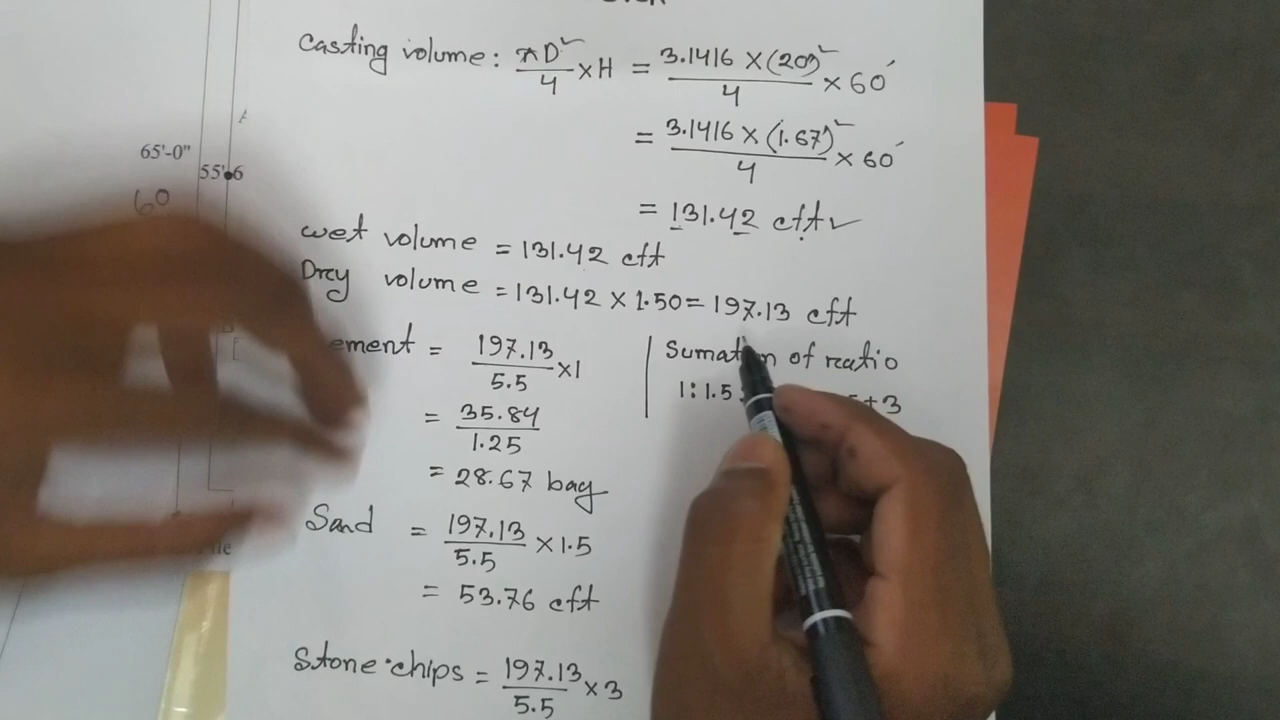 Casting volume: πD²/4 × H = 3.1416 × (20")²/4 × 60'
= 3.1416 × (1.67)²/4 × 60'
= 131.42 cft
wet volume = 131.42 cft
Dry volume = 131.42 × 1.50 = 197.13 cft
ement = 197.13/5.5 × 1
= 35.84/1.25
= 28.67 bag
Sand = 197.13/5.5 × 1.5
= 53.76 cft
Stone chips = 197.13/5.5 × 3
Sumation of ratio
1:1.5
5+3
65'-0"
55'6
60